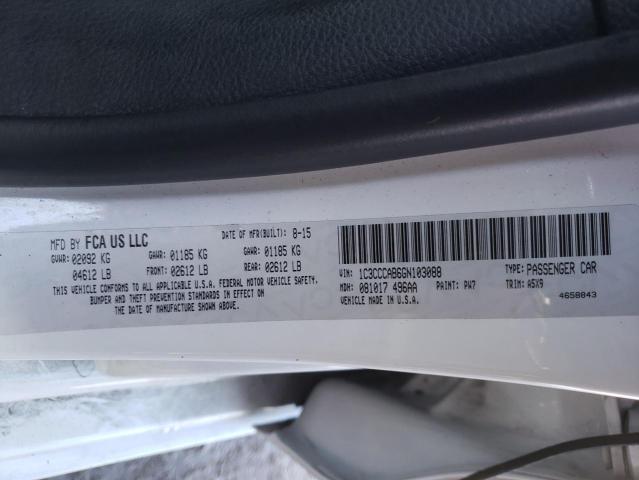 MFD BY FCA US LLC DATE OF MFR(BUILT): 8-15
GVWR: 02092 KG GAWR: 01185 KG GAWR: 01185 KG
04612 LB FRONT: 02612 LB REAR: 02612 LB
THIS VEHICLE CONFORMS TO ALL APPLICABLE U.S.A. FEDERAL MOTOR VEHICLE SAFETY,
BUMPER AND THEFT PREVENTION STANDARDS IN EFFECT ON
THE DATE OF MANUFACTURE SHOWN ABOVE.
VIN: 1C3CCCAB6GN103088 TYPE: PASSENGER CAR
MDH: 081017 496AA PAINT: PW7 TRIM: A5X9
VEHICLE MADE IN U.S.A. 4658843